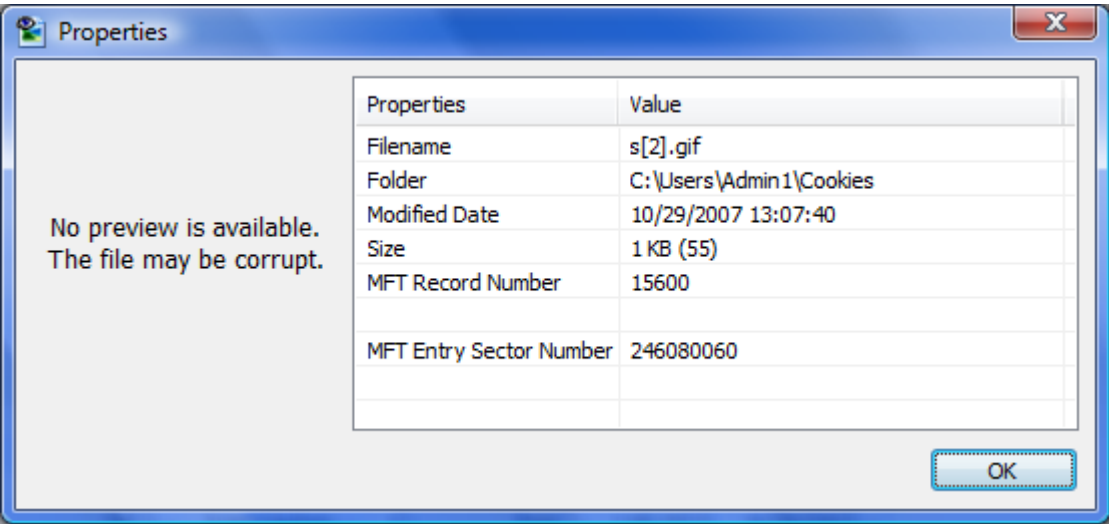 Properties
No preview is available.
The file may be corrupt.
Properties Value
Filename s[2].gif
Folder C:\Users\Admin1\Cookies
Modified Date 10/29/2007 13:07:40
Size 1 KB (55)
MFT Record Number 15600
MFT Entry Sector Number 246080060
OK